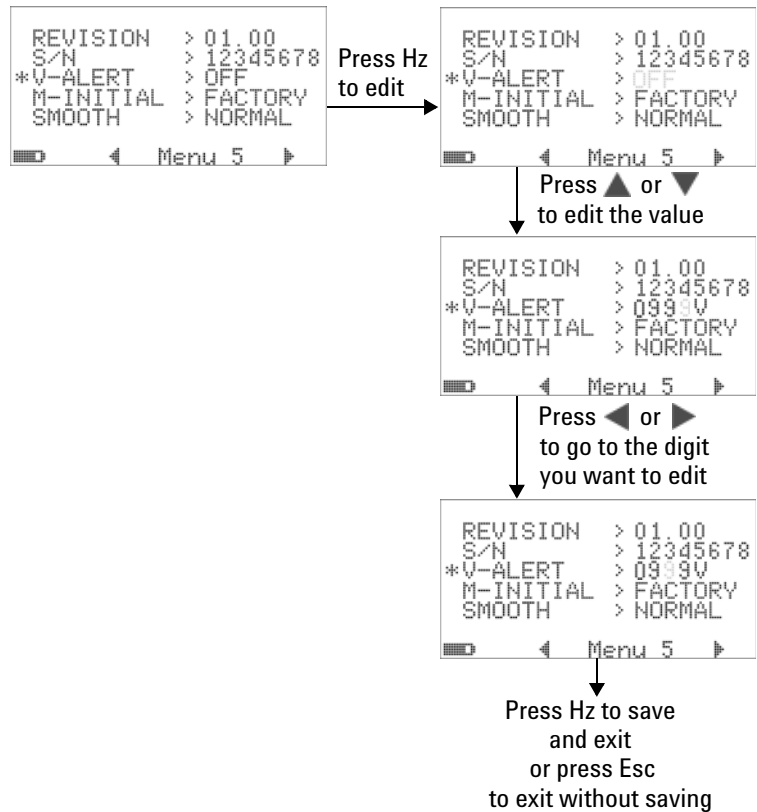 REVISION > 01.00
S/N > 12345678
*V-ALERT > OFF
M-INITIAL > FACTORY
SMOOTH > NORMAL
Menu 5
Press Hz
to edit
REVISION > 01.00
S/N > 12345678
*V-ALERT > OFF
M-INITIAL > FACTORY
SMOOTH > NORMAL
Menu 5
Press ▲ or ▼
to edit the value
REVISION > 01.00
S/N > 12345678
*V-ALERT > 0999V
M-INITIAL > FACTORY
SMOOTH > NORMAL
Menu 5
Press ◀ or ▶
to go to the digit
you want to edit
REVISION > 01.00
S/N > 12345678
*V-ALERT > 0999V
M-INITIAL > FACTORY
SMOOTH > NORMAL
Menu 5
Press Hz to save
and exit
or press Esc
to exit without saving